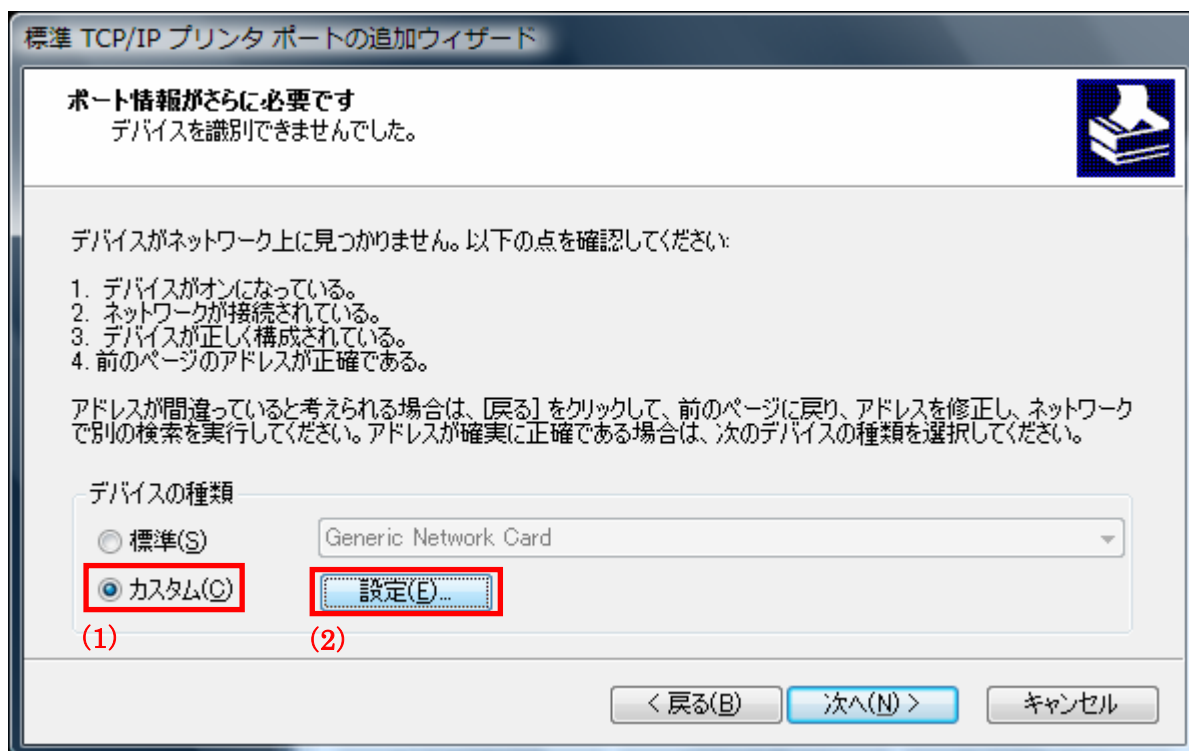 標準 TCP/IP プリンタ ポートの追加ウィザード
ポート情報がさらに必要です
デバイスを識別できませんでした。
デバイスがネットワーク上に見つかりません。以下の点を確認してください:
1. デバイスがオンになっている。
2. ネットワークが接続されている。
3. デバイスが正しく構成されている。
4. 前のページのアドレスが正確である。
アドレスが間違っていると考えられる場合は、[戻る] をクリックして、前のページに戻り、アドレスを修正し、ネットワーク
で別の検索を実行してください。アドレスが確実に正確である場合は、次のデバイスの種類を選択してください。
デバイスの種類
標準(S)
Generic Network Card
カスタム(C)
設定(E)...
(1)
(2)
< 戻る(B)
次へ(N) >
キャンセル